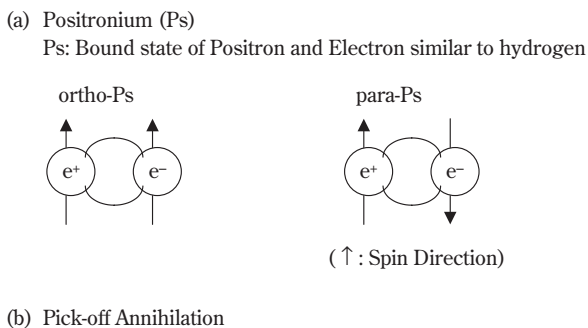 (a) Positronium (Ps)
Ps: Bound state of Positron and Electron similar to hydrogen
ortho-Ps para-Ps
e⁺ e⁻ e⁺ e⁻
(↑: Spin Direction)
(b) Pick-off Annihilation